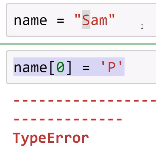 name = "Sam"
name[0] = 'P'
---------------------
------------
TypeError